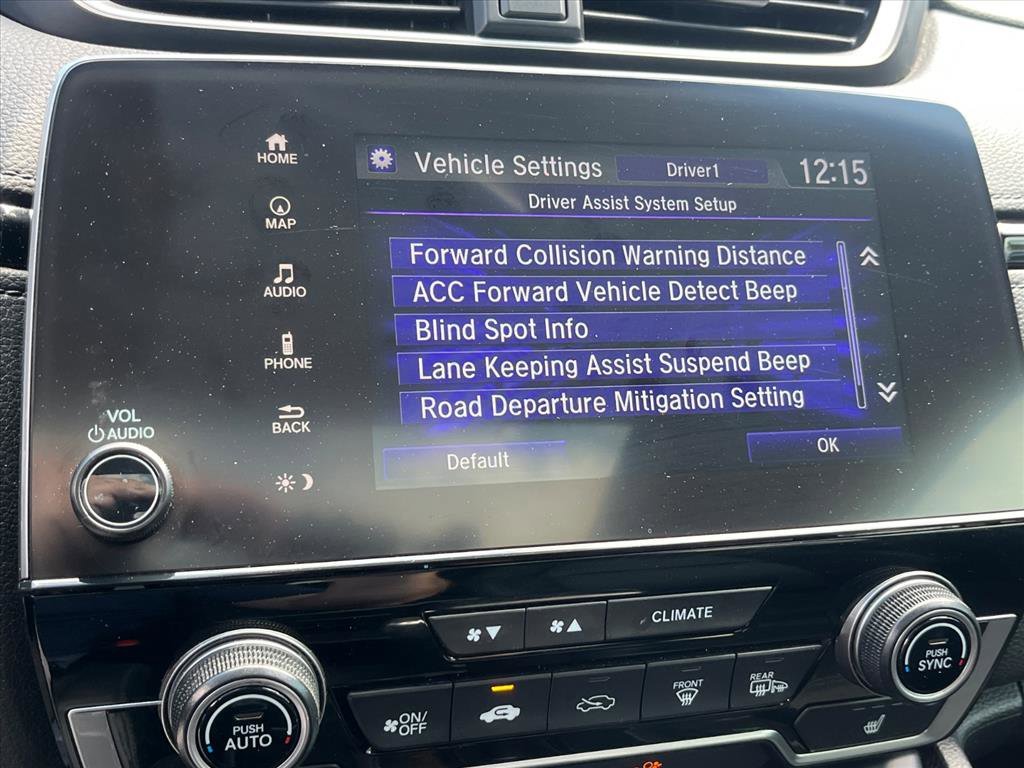 HOME
MAP
AUDIO
PHONE
BACK
VOL
AUDIO
Vehicle Settings Driver1 12:15
Driver Assist System Setup
Forward Collision Warning Distance
ACC Forward Vehicle Detect Beep
Blind Spot Info
Lane Keeping Assist Suspend Beep
Road Departure Mitigation Setting
Default OK
CLIMATE
PUSH
AUTO
ON/
OFF
FRONT
REAR
PUSH
SYNC